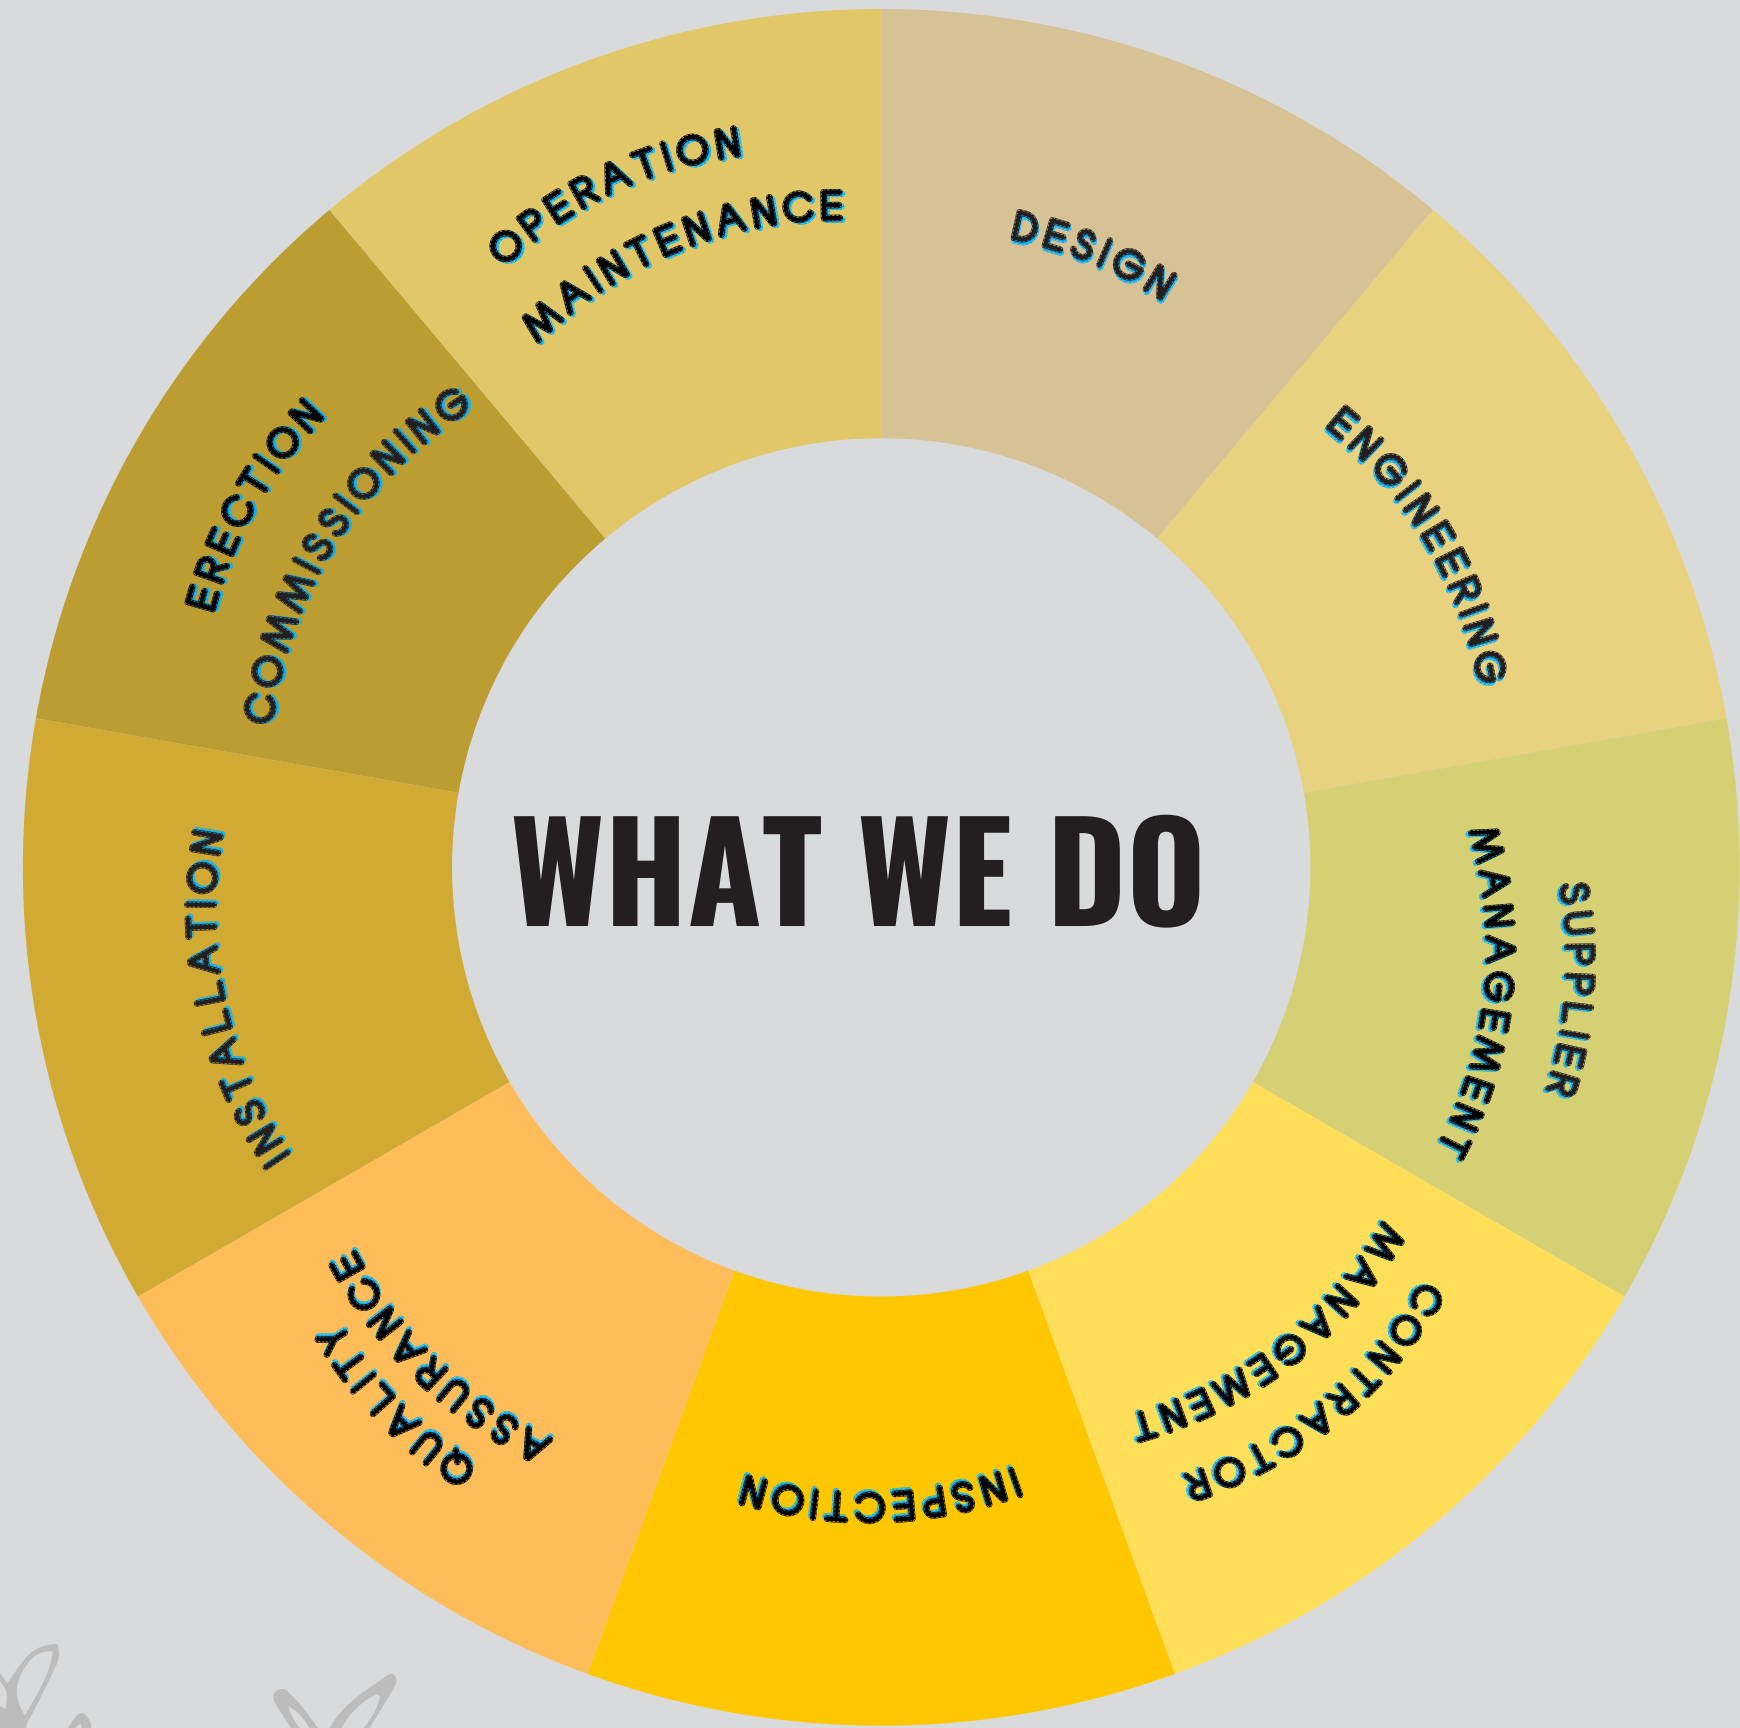 WHAT WE DO
DESIGN
ENGINEERING
SUPPLIER
MANAGEMENT
CONTRACTOR
MANAGEMENT
INSPECTION
QUALITY
ASSURANCE
INSTALLATION
ERECTION
COMMISSIONING
OPERATION
MAINTENANCE